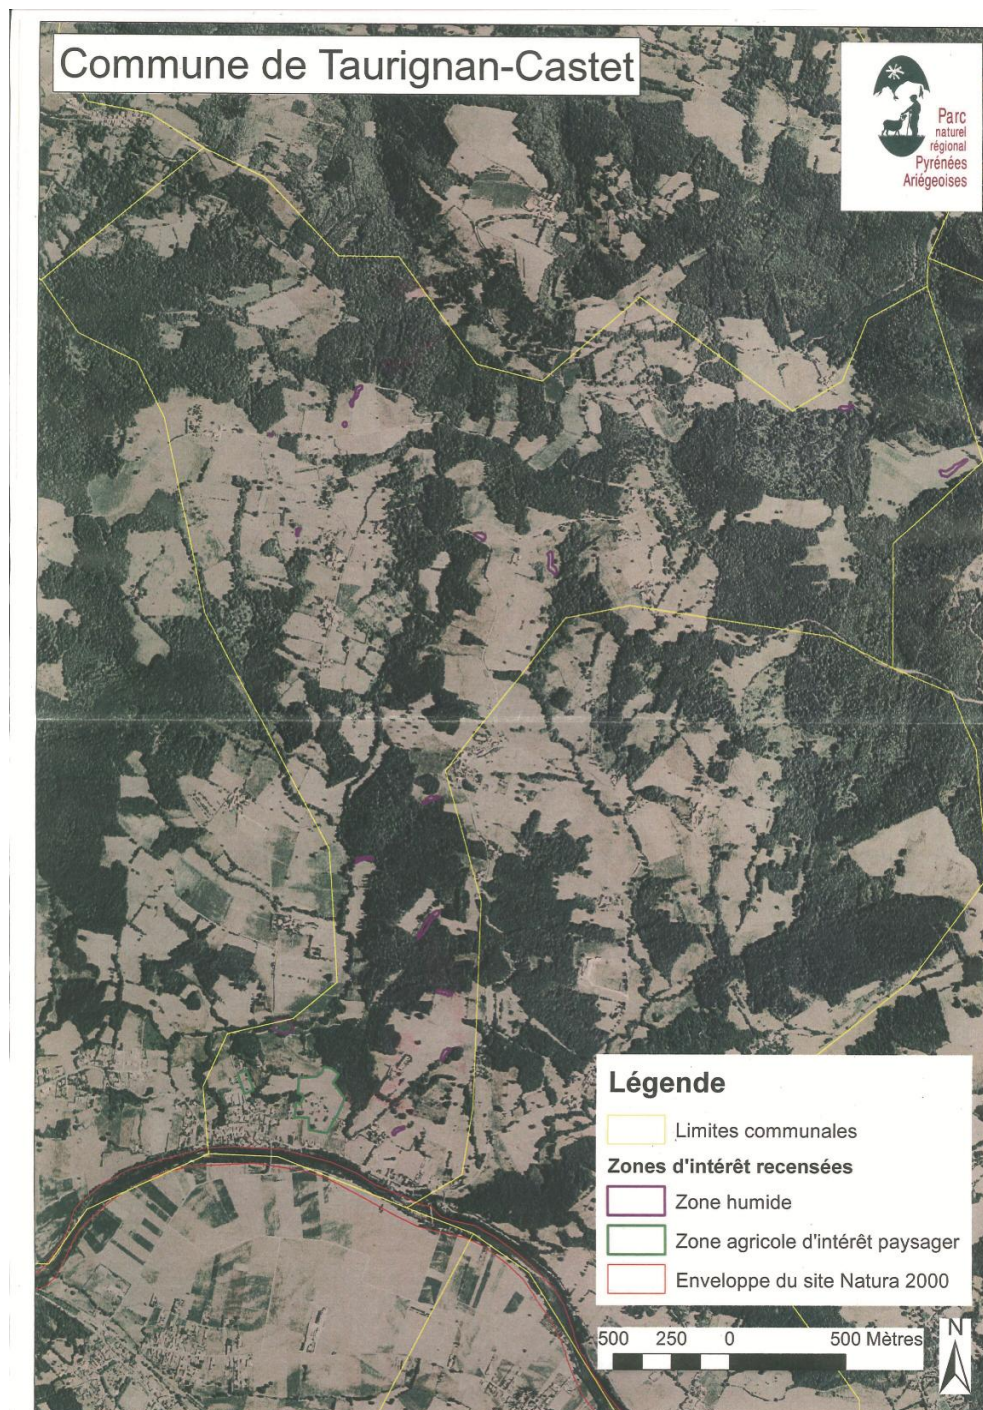 Commune de Taurignan-Castet
Parc
naturel
régional
Pyrénées
Ariégeoises
Légende
Limites communales
Zones d'intérêt recensées
Zone humide
Zone agricole d'intérêt paysager
Enveloppe du site Natura 2000
500 250 0 500 Mètres
N